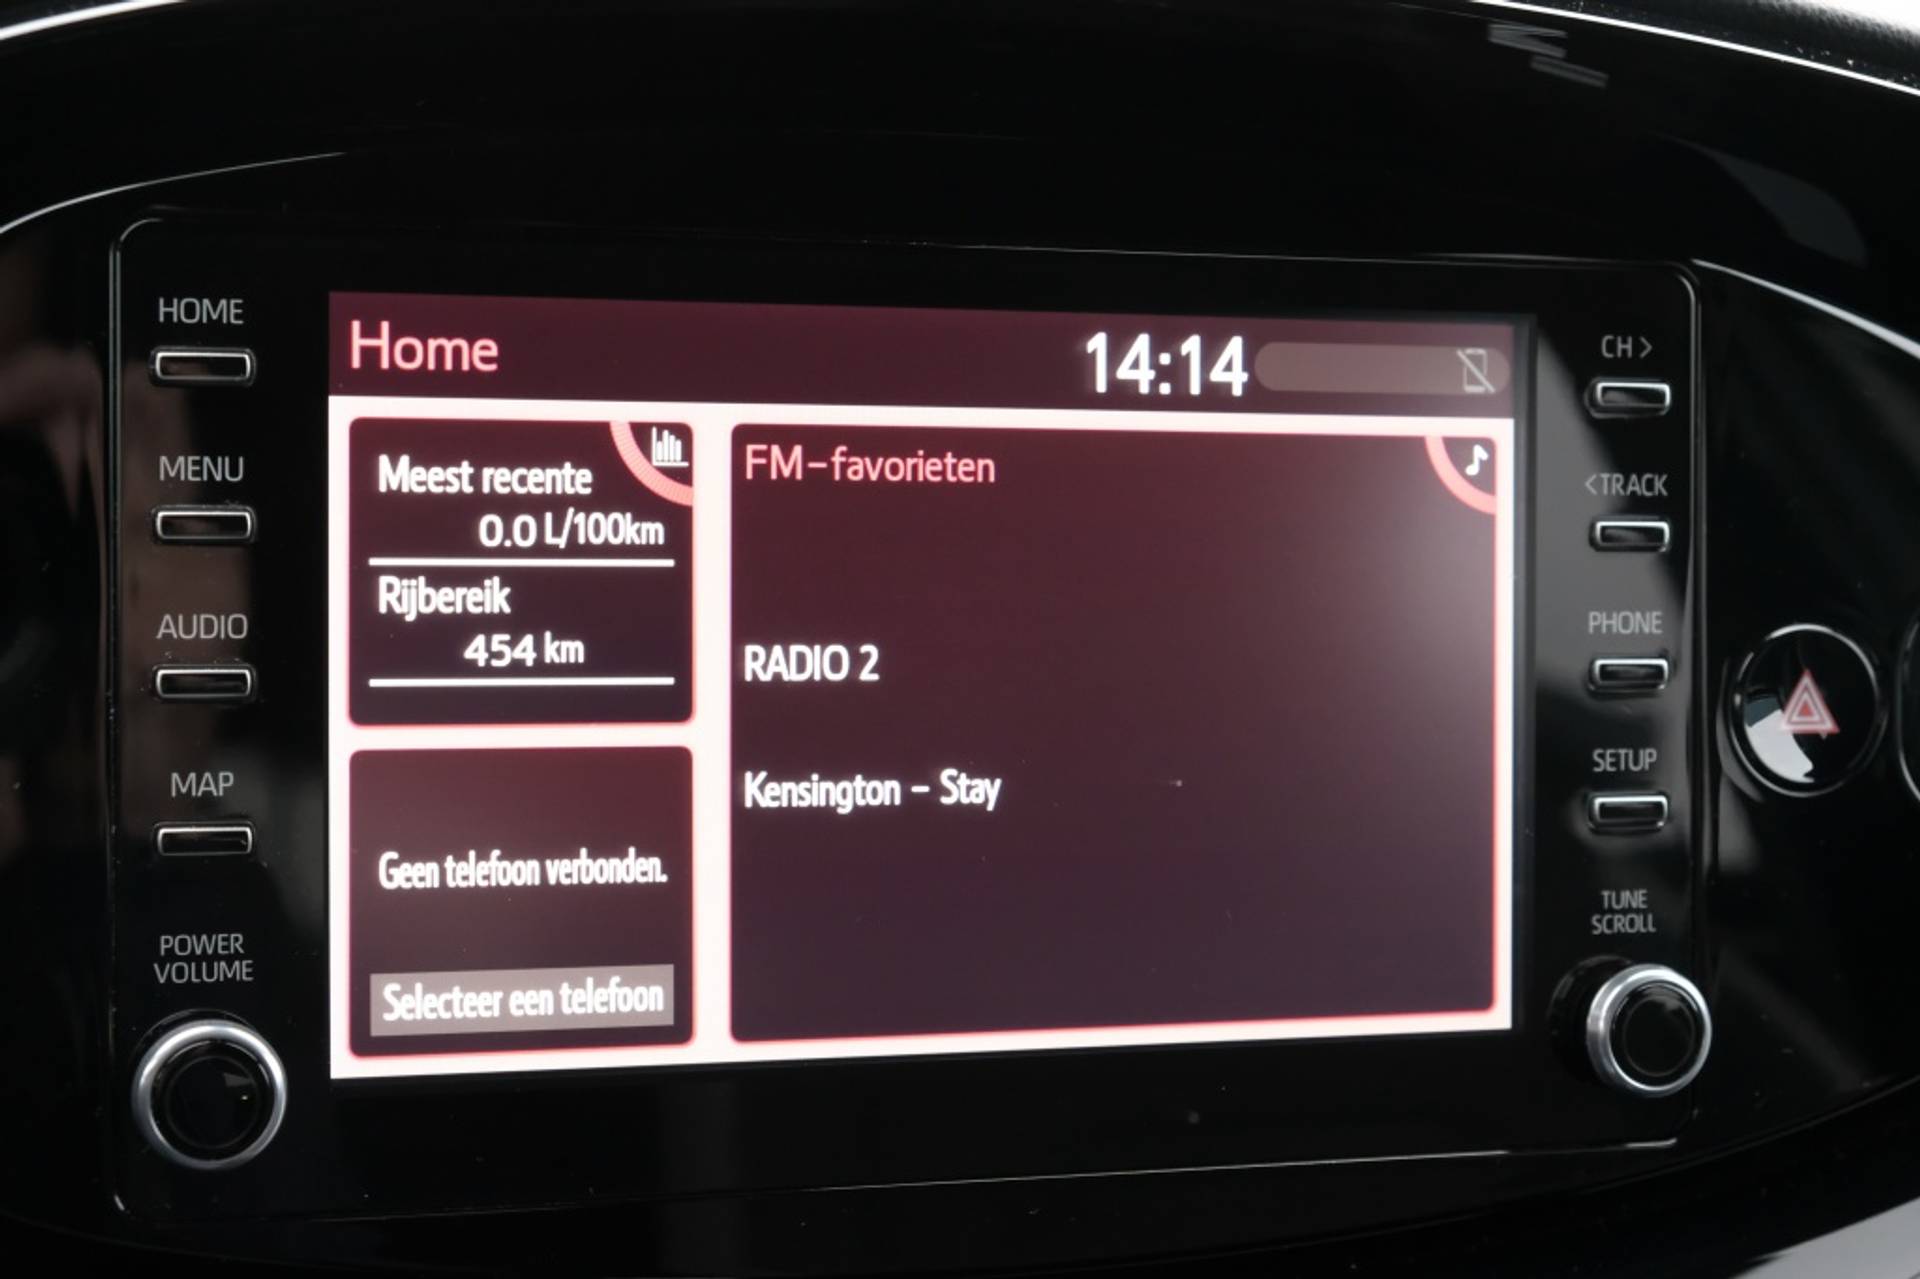 HOME
MENU
AUDIO
MAP
POWER
VOLUME
Home
14:14
Meest recente
0.0 L/100km
Rijbereik
454 km
Geen telefoon verbonden.
Selecteer een telefoon
FM-favorieten
RADIO 2
Kensington - Stay
CH >
< TRACK
PHONE
SETUP
TUNE
SCROLL